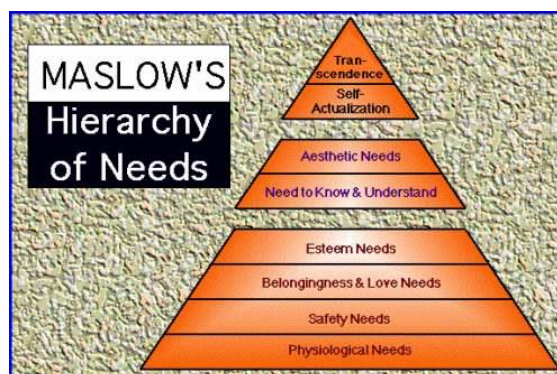 MASLOW'S
Hierarchy
of Needs
Tran-
scendence
Self-
Actualization
Aesthetic Needs
Need to Know & Understand
Esteem Needs
Belongingness & Love Needs
Safety Needs
Physiological Needs